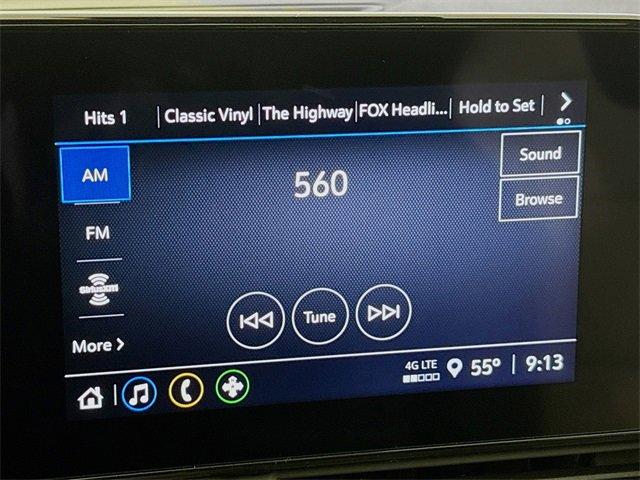 Hits 1 Classic Vinyl The Highway FOX Headli... Hold to Set
AM
560
Sound
Browse
FM
SiriusXM
Tune
More
4G LTE 55° 9:13